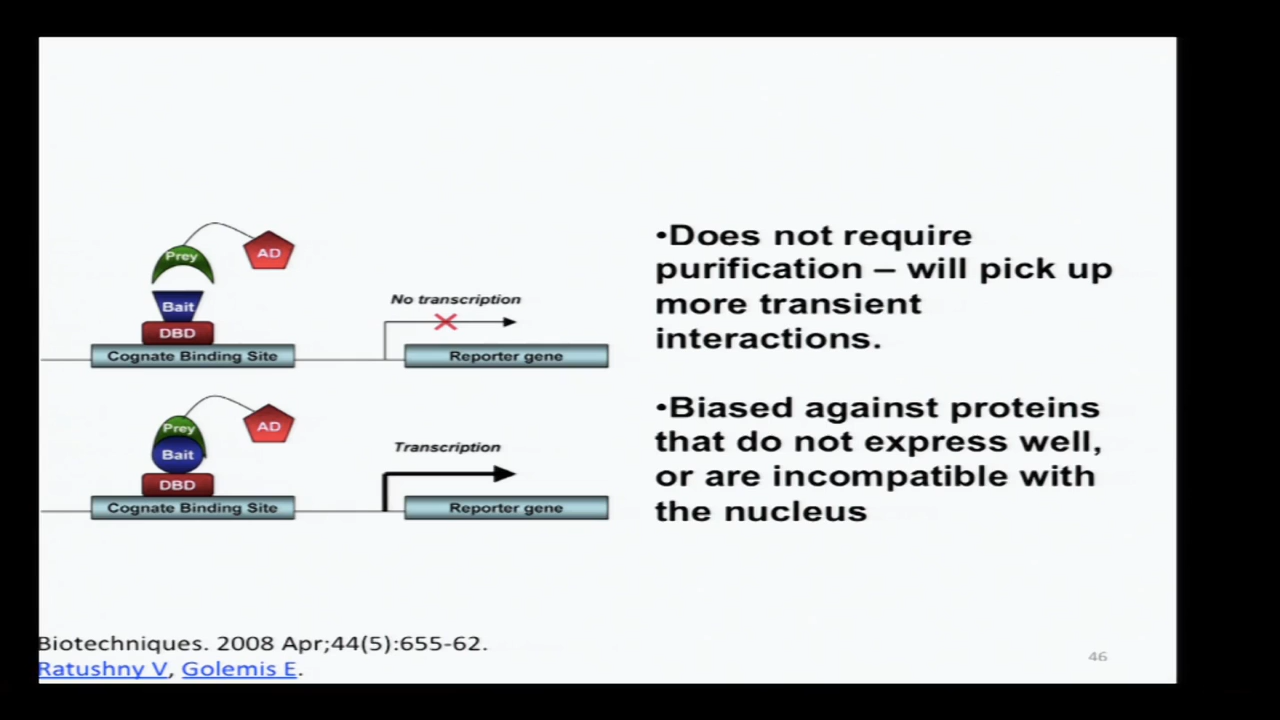 Prey
AD
Bait
DBD
Cognate Binding Site
No transcription
Reporter gene
Prey
AD
Bait
DBD
Cognate Binding Site
Transcription
Reporter gene
•Does not require
purification – will pick up
more transient
interactions.
•Biased against proteins
that do not express well,
or are incompatible with
the nucleus
Biotechniques. 2008 Apr;44(5):655-62.
Ratushny V, Golemis E.
46